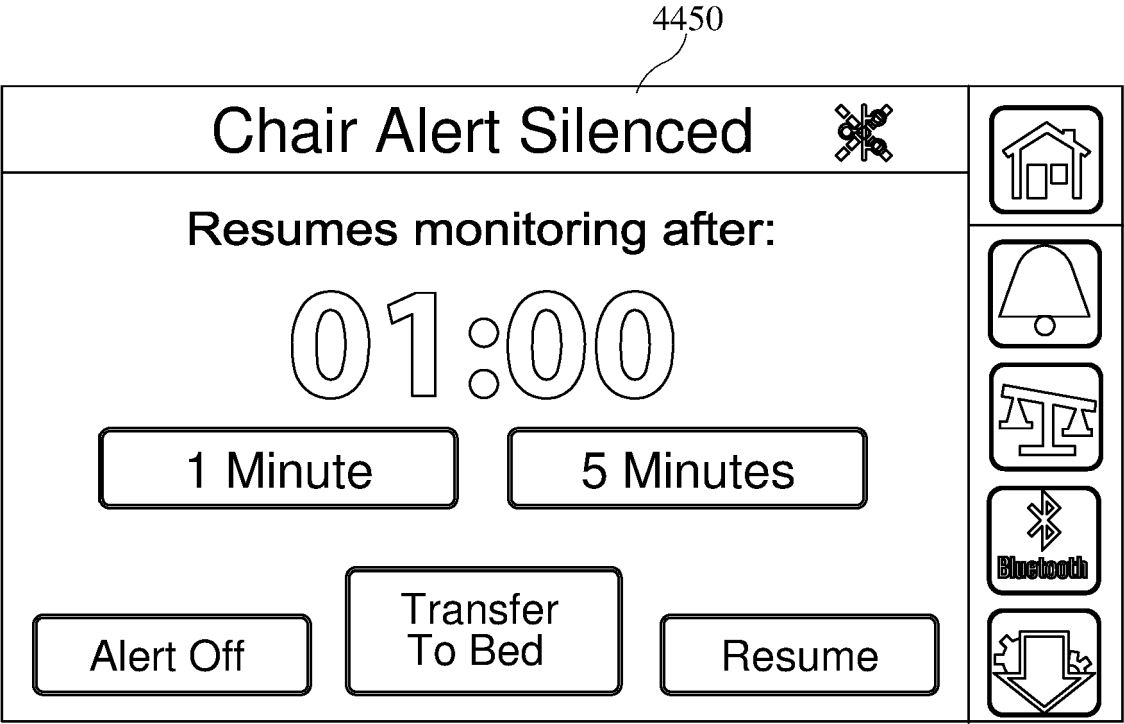 4450
Chair Alert Silenced
Resumes monitoring after:
01:00
1 Minute
5 Minutes
Transfer
To Bed
Alert Off
Resume
Bluetooth